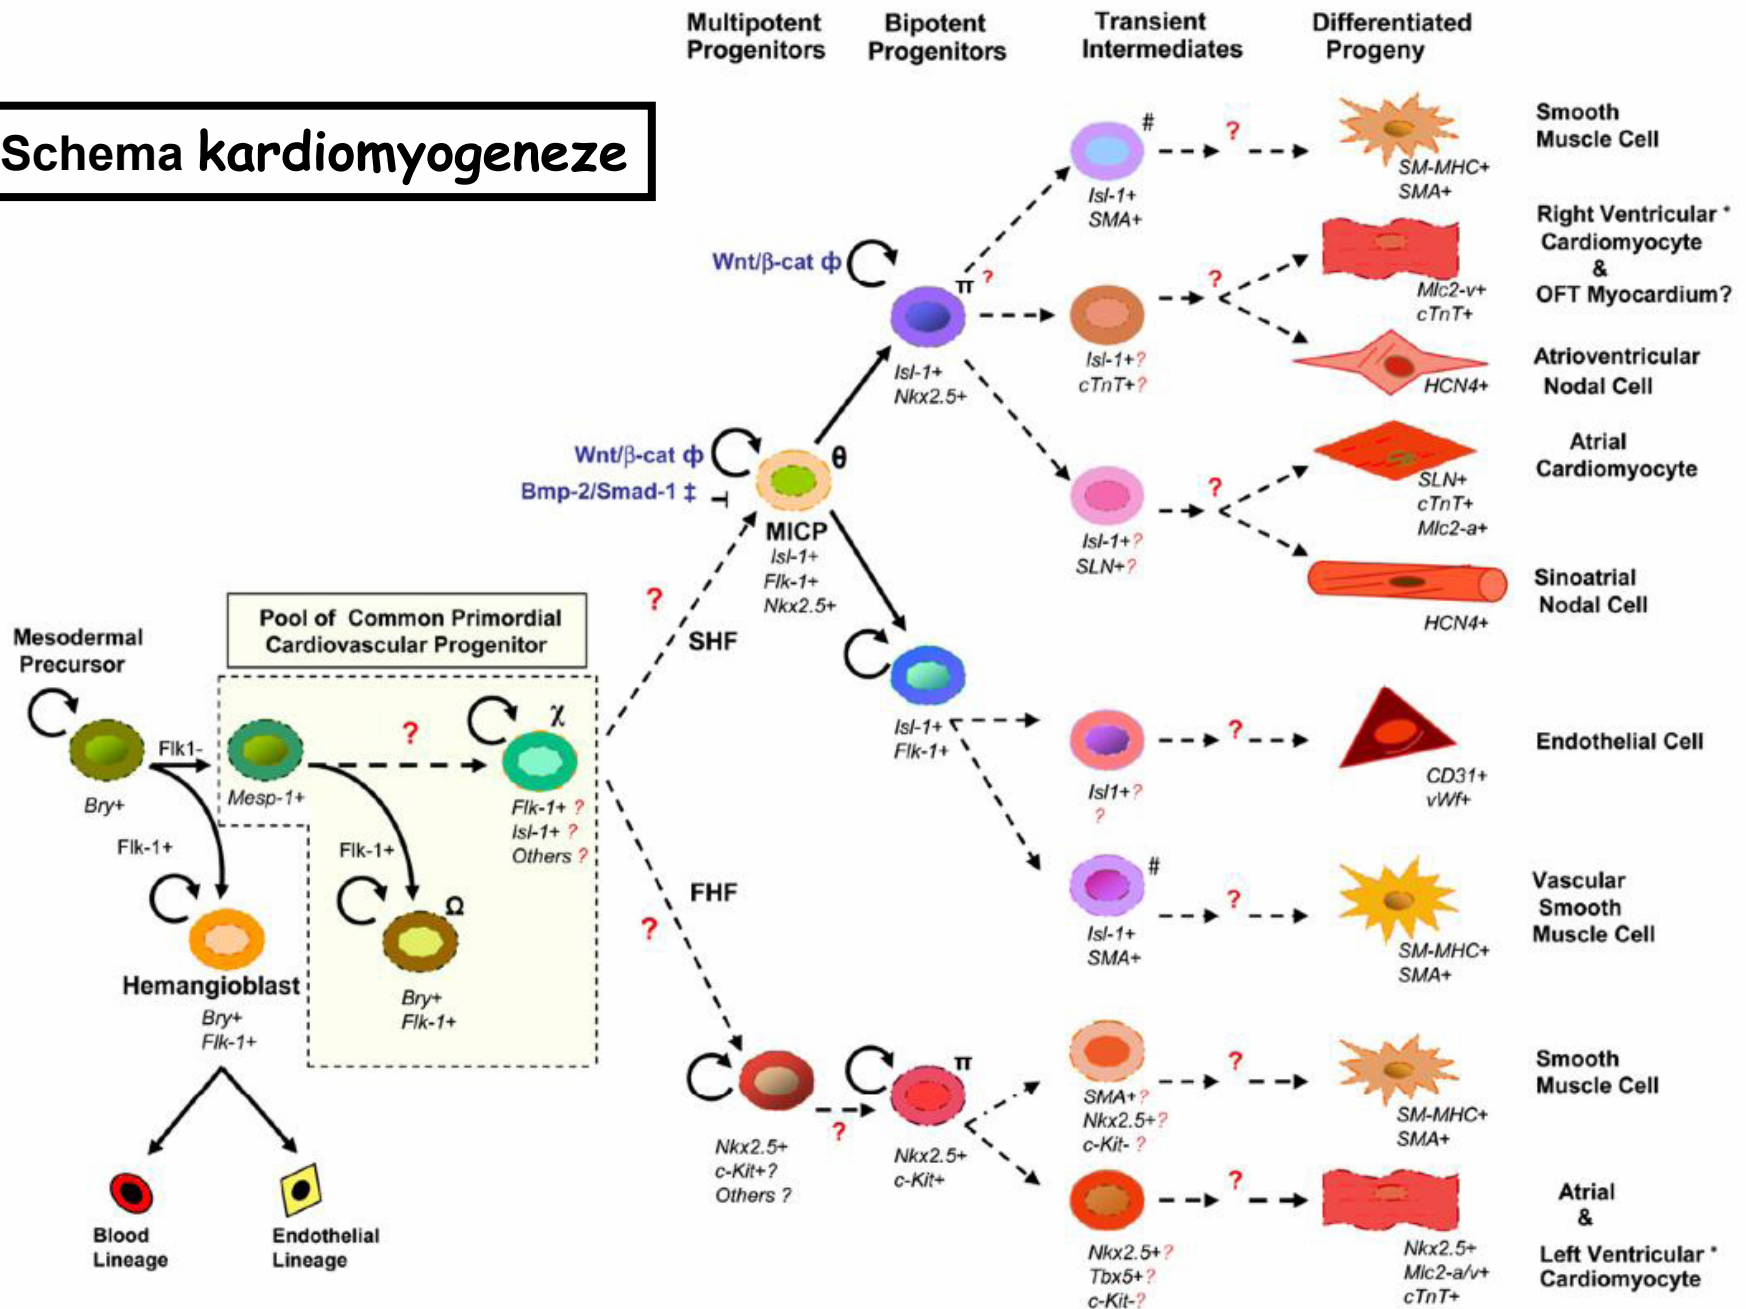 Multipotent
Progenitors
Bipotent
Progenitors
Transient
Intermediates
Differentiated
Progeny
Schema kardiomyogeneze
#
?
Isl-1+
SMA+
SM-MHC+
SMA+
Smooth
Muscle Cell
Wnt/β-cat ф
π ?
Isl-1+
Nkx2.5+
Isl-1+?
cTnT+?
?
Mlc2-v+
cTnT+
Right Ventricular *
Cardiomyocyte
&
OFT Myocardium?
HCN4+
Atrioventricular
Nodal Cell
Wnt/β-cat ф
Bmp-2/Smad-1 ‡
θ
MICP
Isl-1+
Flk-1+
Nkx2.5+
Isl-1+?
SLN+?
?
SLN+
cTnT+
Mlc2-a+
Atrial
Cardiomyocyte
HCN4+
Sinoatrial
Nodal Cell
?
SHF
Pool of Common Primordial
Cardiovascular Progenitor
Mesodermal
Precursor
Bry+
Flk1-
Mesp-1+
?
χ
Flk-1+ ?
Isl-1+ ?
Others ?
Flk-1+
Flk-1+
Ω
Bry+
Flk-1+
Hemangioblast
Bry+
Flk-1+
Blood
Lineage
Endothelial
Lineage
Isl-1+
Flk-1+
Isl1+?
?
?
CD31+
vWf+
Endothelial Cell
#
Isl-1+
SMA+
?
SM-MHC+
SMA+
Vascular
Smooth
Muscle Cell
FHF
?
Nkx2.5+
c-Kit+?
Others ?
?
π
Nkx2.5+
c-Kit+
SMA+?
Nkx2.5+?
c-Kit- ?
?
SM-MHC+
SMA+
Smooth
Muscle Cell
Nkx2.5+?
Tbx5+?
c-Kit-?
?
Nkx2.5+
Mlc2-a/v+
cTnT+
Atrial
&
Left Ventricular *
Cardiomyocyte